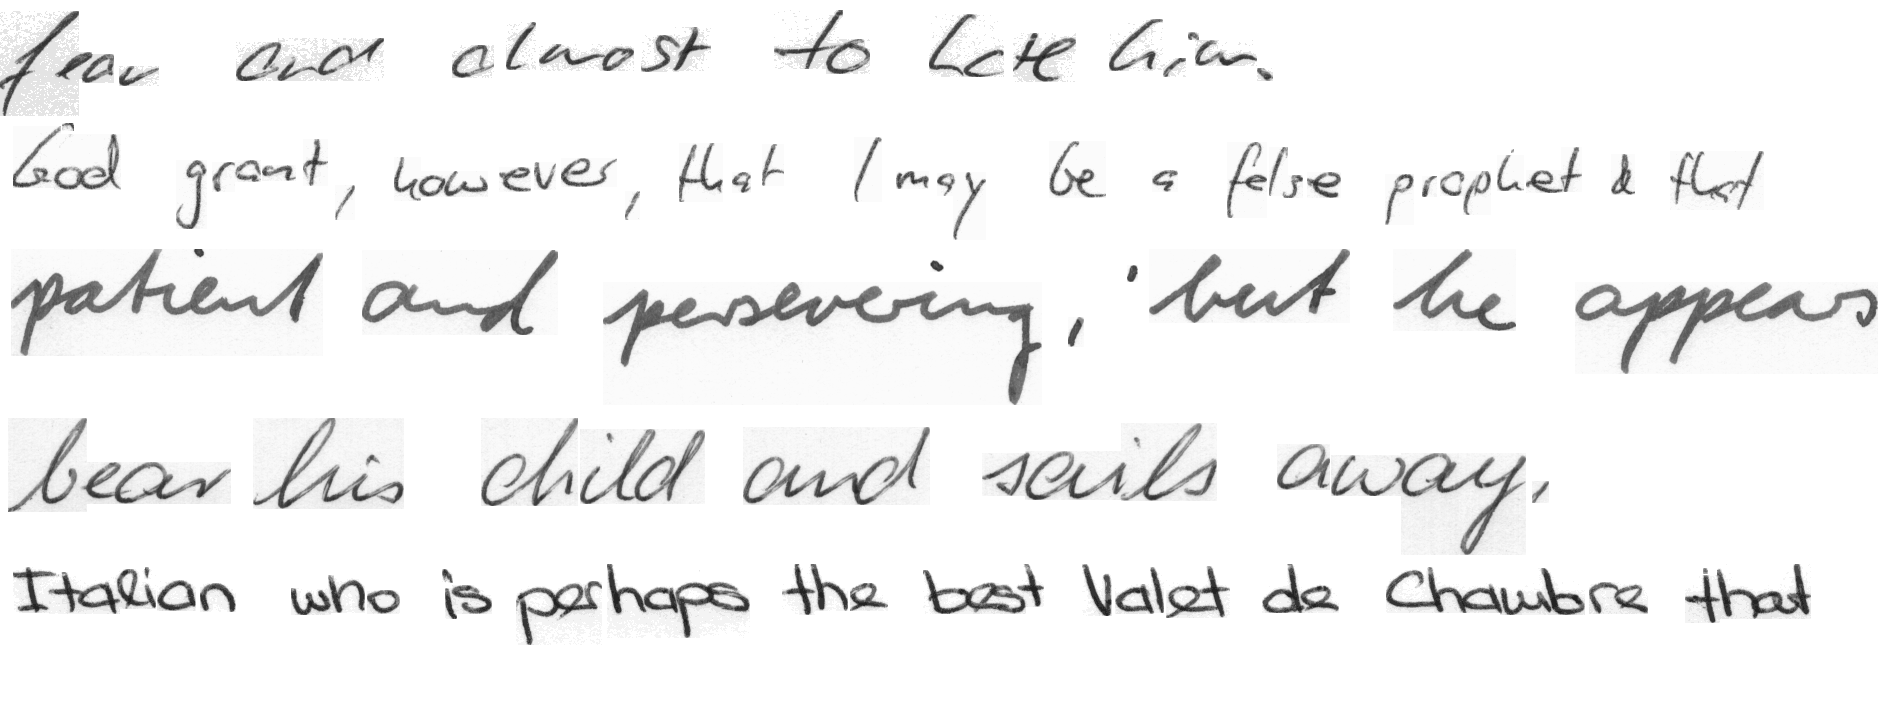 fear and almost to hate him.
God grant, however, that I may be a false prophet & that
patient and persevering, 'but he appears
bear his child and sails away,
Italian who is perhaps the best Valet de Chambre that